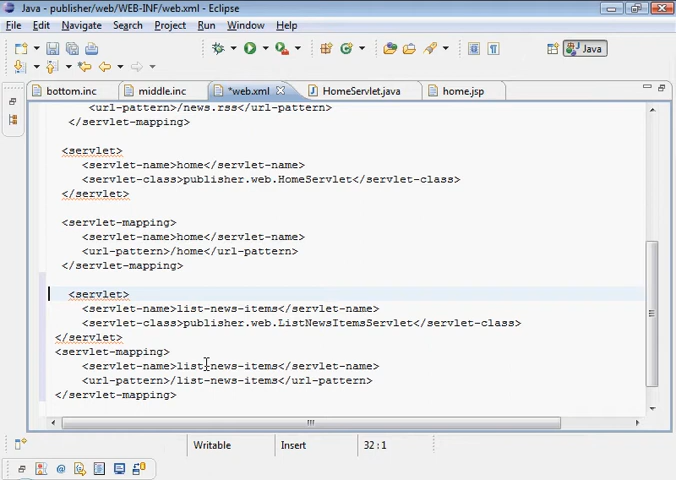 Java - publisher/web/WEB-INF/web.xml - Eclipse
File Edit Navigate Search Project Run Window Help
Java
bottom.inc middle.inc *web.xml HomeServlet.java home.jsp
<url-pattern>/news.rss</url-pattern>
</servlet-mapping>
<servlet>
<servlet-name>home</servlet-name>
<servlet-class>publisher.web.HomeServlet</servlet-class>
</servlet>
<servlet-mapping>
<servlet-name>home</servlet-name>
<url-pattern>/home</url-pattern>
</servlet-mapping>
<servlet>
<servlet-name>list-news-items</servlet-name>
<servlet-class>publisher.web.ListNewsItemsServlet</servlet-class>
</servlet>
<servlet-mapping>
<servlet-name>list-news-items</servlet-name>
<url-pattern>/list-news-items</url-pattern>
</servlet-mapping>
Writable Insert 32 : 1